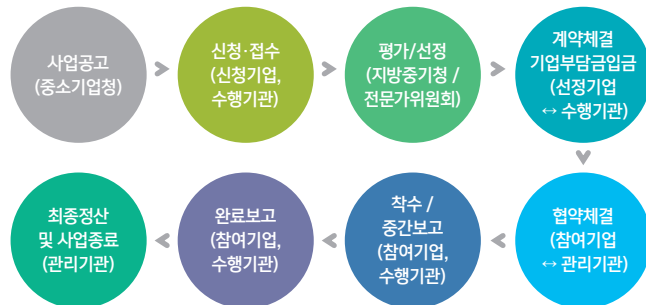 사업공고
(중소기업청)
신청·접수
(신청기업,
수행기관)
평가/선정
(지방중기청 /
전문가위원회)
계약체결
기업부담금입금
(선정기업
↔ 수행기관)
협약체결
(참여기업
↔ 관리기관)
착수 /
중간보고
(참여기업,
수행기관)
완료보고
(참여기업,
수행기관)
최종정산
및 사업종료
(관리기관)